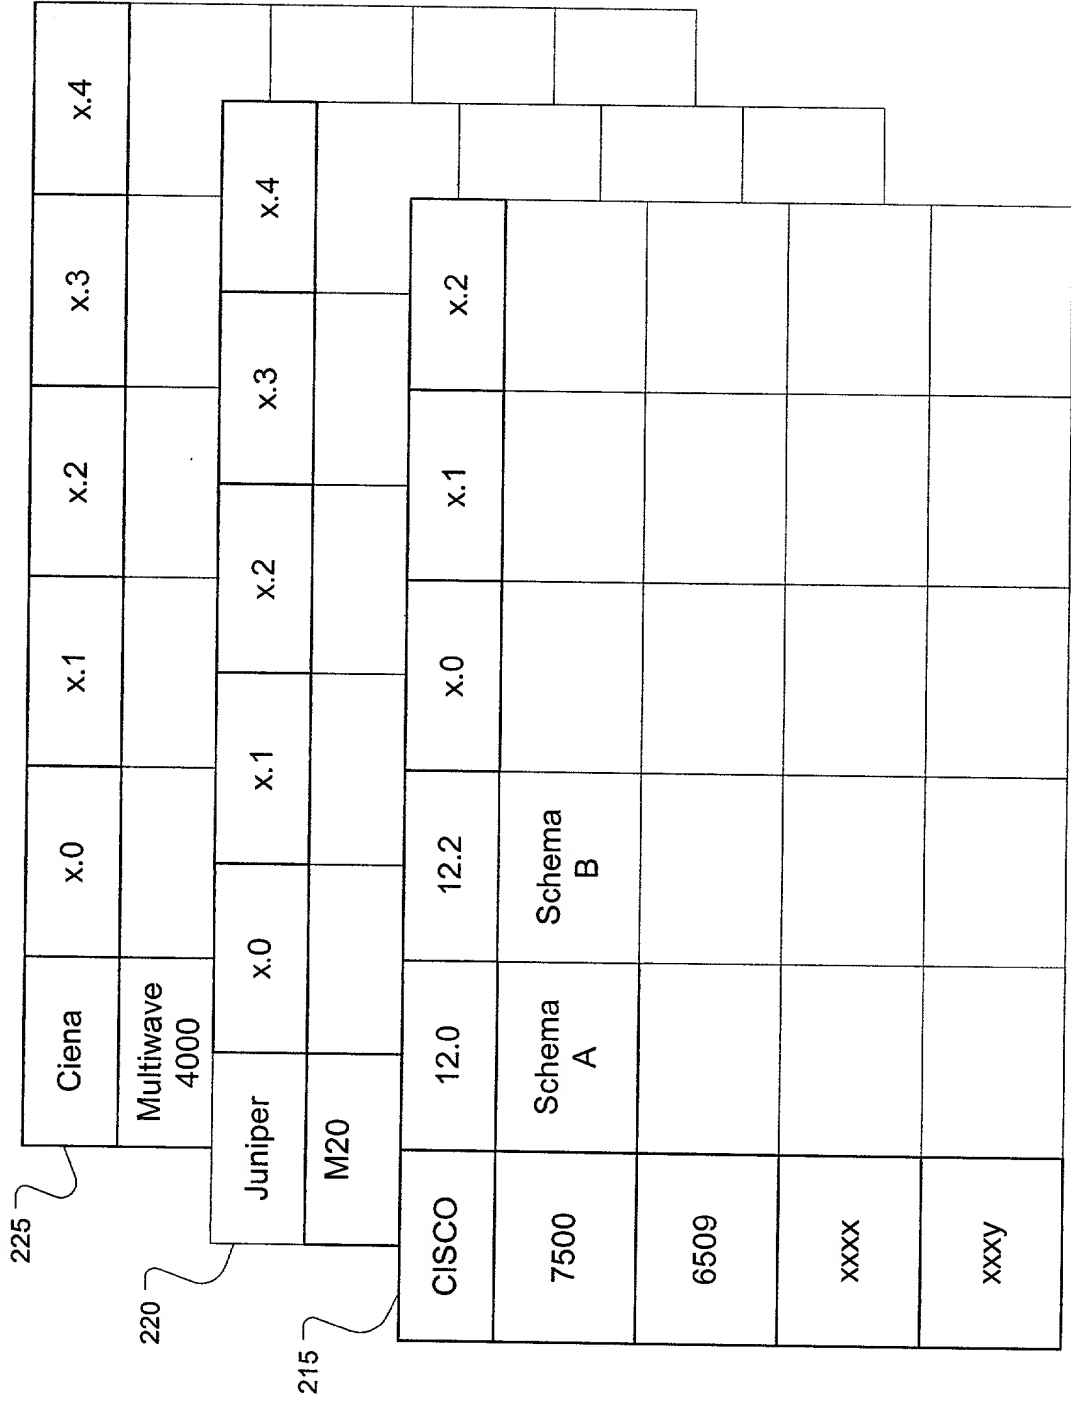 225
Ciena
x.0
x.1
x.2
x.3
x.4
Multiwave
4000
220
Juniper
x.0
x.1
x.2
x.3
x.4
M20
215
CISCO
12.0
12.2
x.0
x.1
x.2
7500
Schema
A
Schema
B
6509
xxxx
xxxy